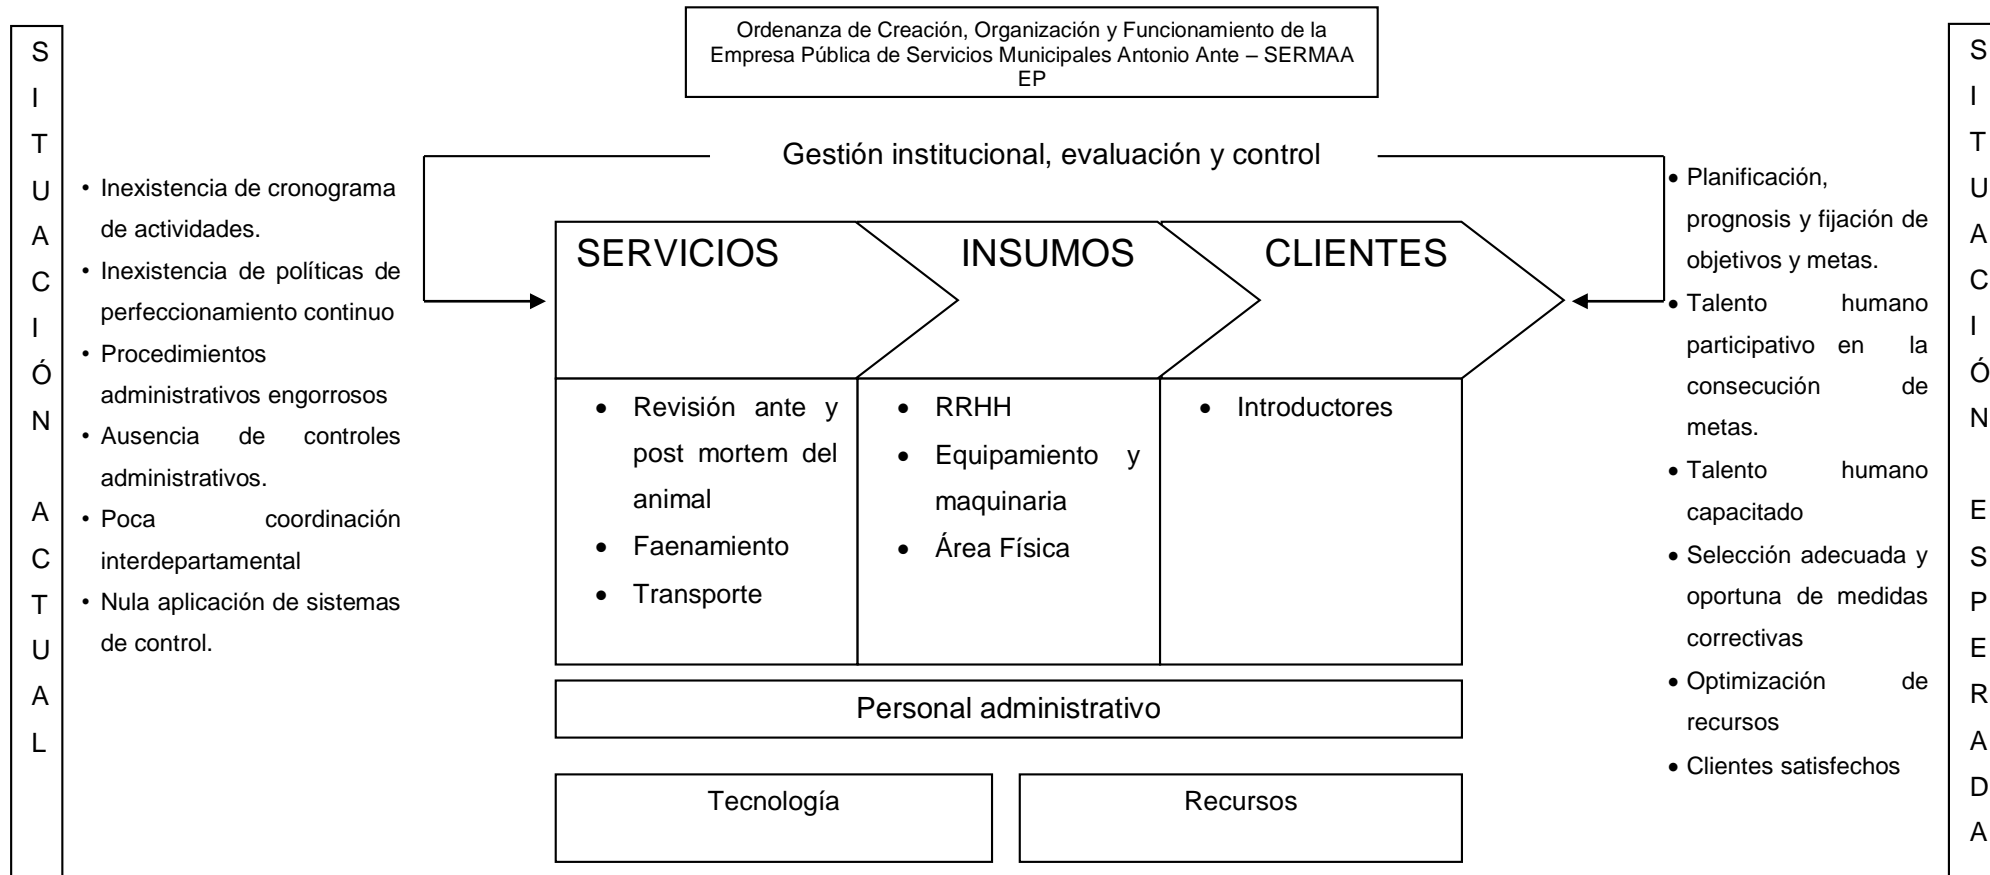 Ordenanza de Creación, Organización y Funcionamiento de la
Empresa Pública de Servicios Municipales Antonio Ante – SERMAA
EP
SITUACIÓN ACTUAL
• Inexistencia de cronograma
de actividades.
• Inexistencia de políticas de
perfeccionamiento continuo
• Procedimientos
administrativos engorrosos
• Ausencia de controles
administrativos.
• Poca coordinación
interdepartamental
• Nula aplicación de sistemas
de control.
Gestión institucional, evaluación y control
SERVICIOS
• Revisión ante y
post mortem del
animal
• Faenamiento
• Transporte
INSUMOS
• RRHH
• Equipamiento y
maquinaria
• Área Física
CLIENTES
• Introductores
Personal administrativo
Tecnología
Recursos
• Planificación,
prognosis y fijación de
objetivos y metas.
• Talento humano
participativo en la
consecución de
metas.
• Talento humano
capacitado
• Selección adecuada y
oportuna de medidas
correctivas
• Optimización de
recursos
• Clientes satisfechos
SITUACIÓN ESPERADA